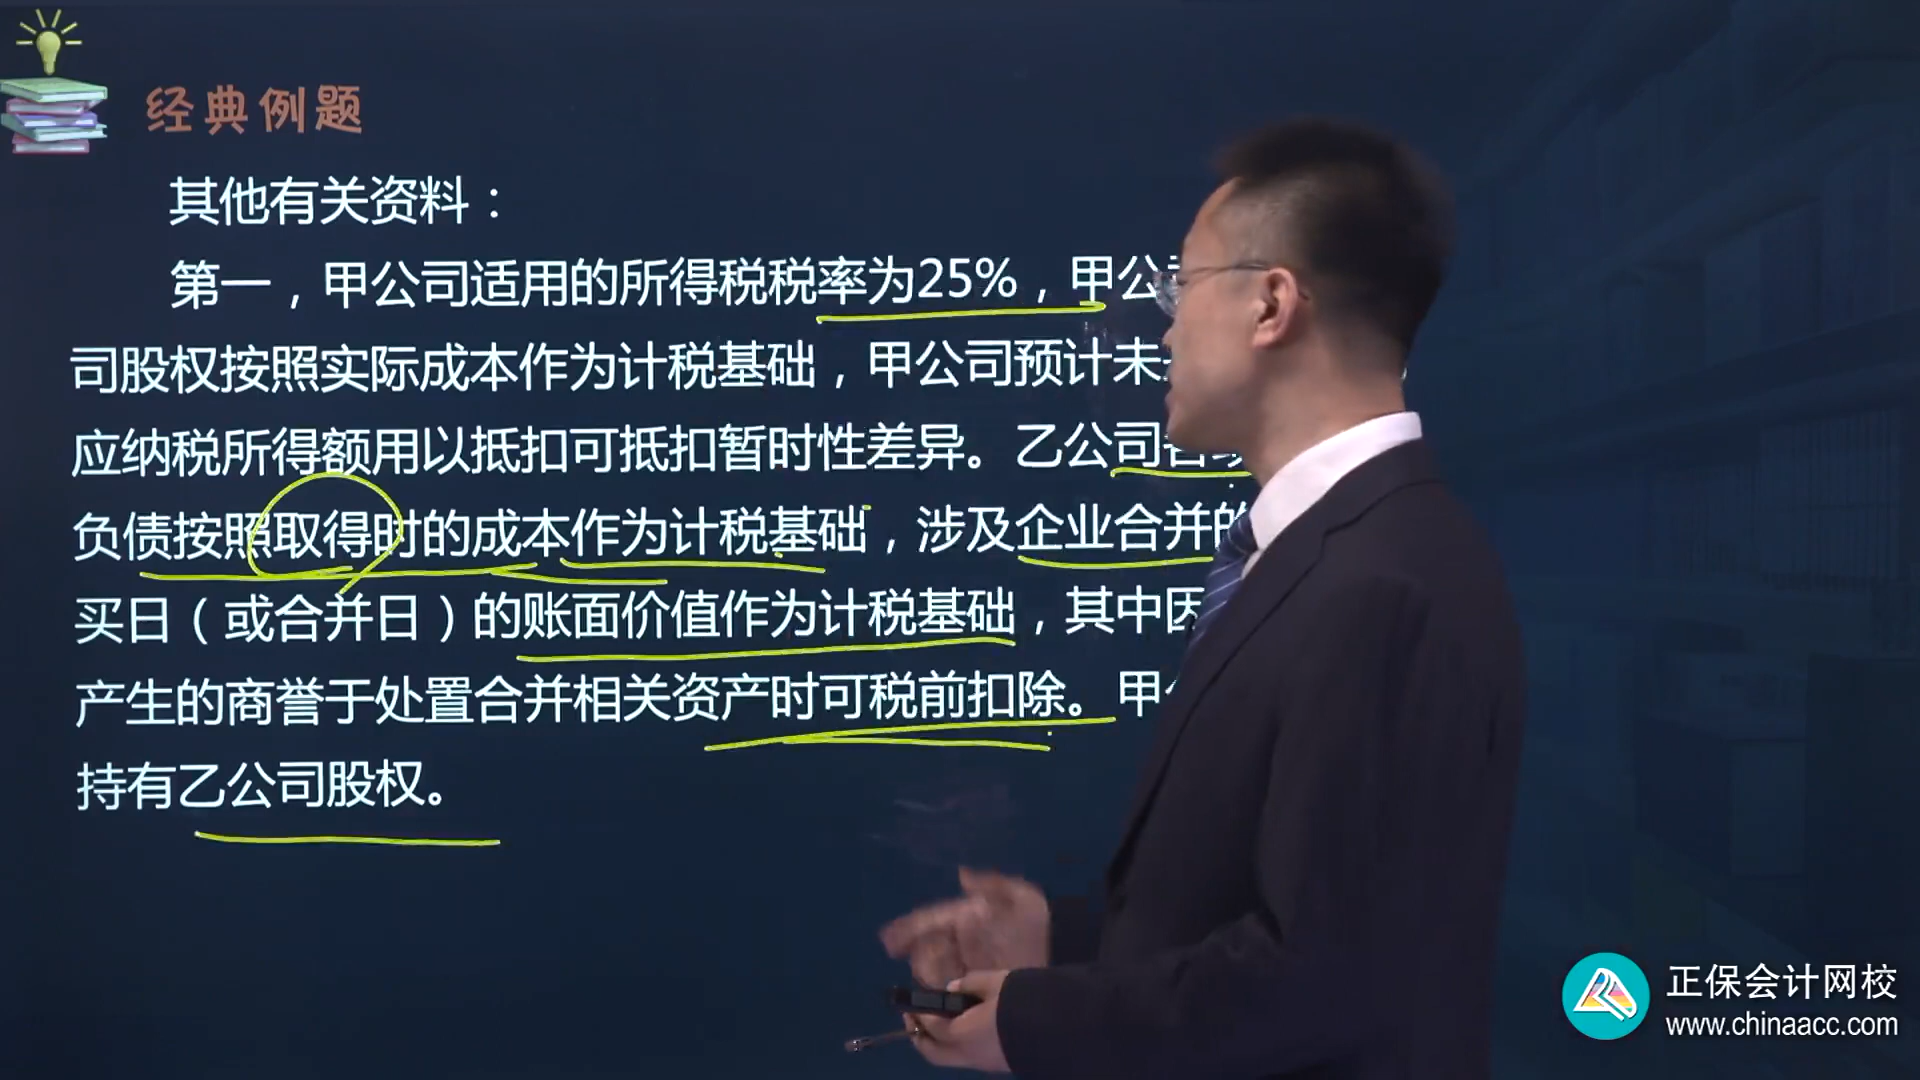 经典例题
其他有关资料：
第一，甲公司适用的所得税税率为25%，甲公
司股权按照实际成本作为计税基础，甲公司预计未
应纳税所得额用以抵扣可抵扣暂时性差异。乙公司
负债按照取得时的成本作为计税基础，涉及企业合并的
买日（或合并日）的账面价值作为计税基础，其中因
产生的商誉于处置合并相关资产时可税前扣除。甲
持有乙公司股权。
正保会计网校
www.chinaacc.com